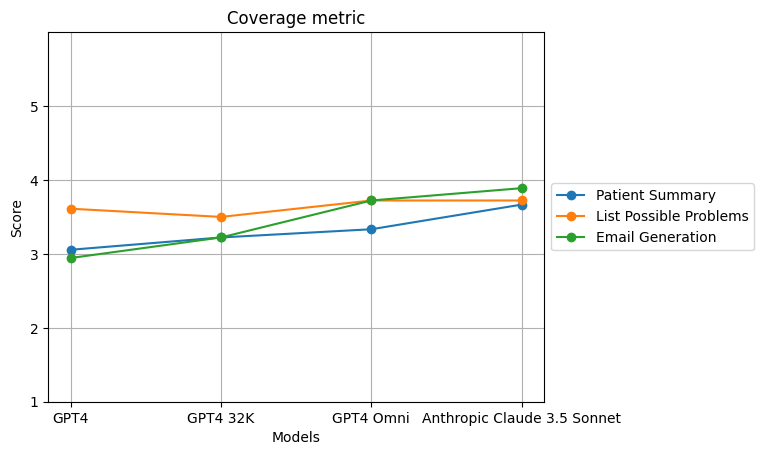 Coverage metric
Score
5
4
3
2
1
GPT4
GPT4 32K
GPT4 Omni
Anthropic Claude 3.5 Sonnet
Models
Patient Summary
List Possible Problems
Email Generation